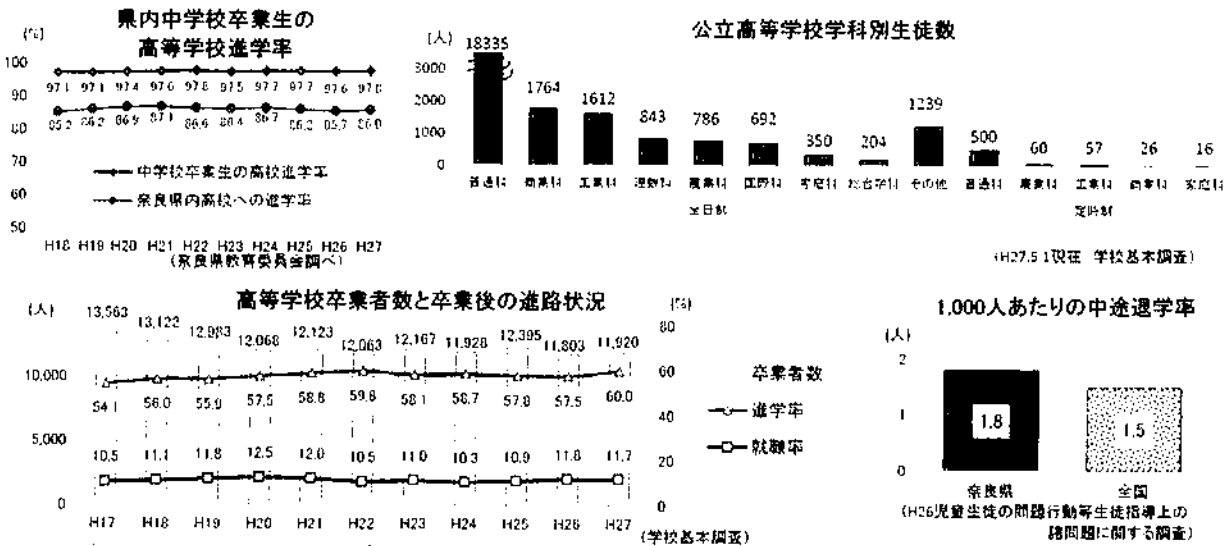 県内中学校卒業生の
高等学校進学率
(%)
100
90
80
70
60
50
97.1 97.1 97.4 97.6 97.8 97.5 97.7 97.7 97.6 97.8
85.2 86.2 86.9 87.1 86.6 86.4 86.7 86.2 85.7 86.0
中学校卒業生の高校進学率
奈良県内高校への進学率
H18 H19 H20 H21 H22 H23 H24 H25 H26 H27
(奈良県教育委員会調べ)
公立高等学校学科別生徒数
(人)
3000
2000
1000
0
18335 1764 1612 843 786 692 350 204 1239 500 60 57 26 16
普通科 商業科 工業科 理数科 農業科 国際科 家庭科 総合学科 その他 普通科 農業科 工業科 商業科 家庭科
全日制 定時制
(H27.5.1現在 学校基本調査)
高等学校卒業者数と卒業後の進路状況
(人)
10,000
5,000
0
(%)
80
60
40
20
0
13,563 13,122 12,983 12,068 12,123 12,063 12,167 11,928 12,395 11,803 11,920
54.1 56.0 55.9 57.5 58.8 59.8 58.1 58.7 57.8 57.5 60.0
10.5 11.1 11.8 12.5 12.0 10.5 11.0 10.3 10.9 11.8 11.7
H17 H18 H19 H20 H21 H22 H23 H24 H25 H26 H27
卒業者数
進学率
就職率
(学校基本調査)
1,000人あたりの中途退学率
(人)
2
1
0
1.8 1.5
奈良県 全国
(H26児童生徒の問題行動等生徒指導上の
諸問題に関する調査)